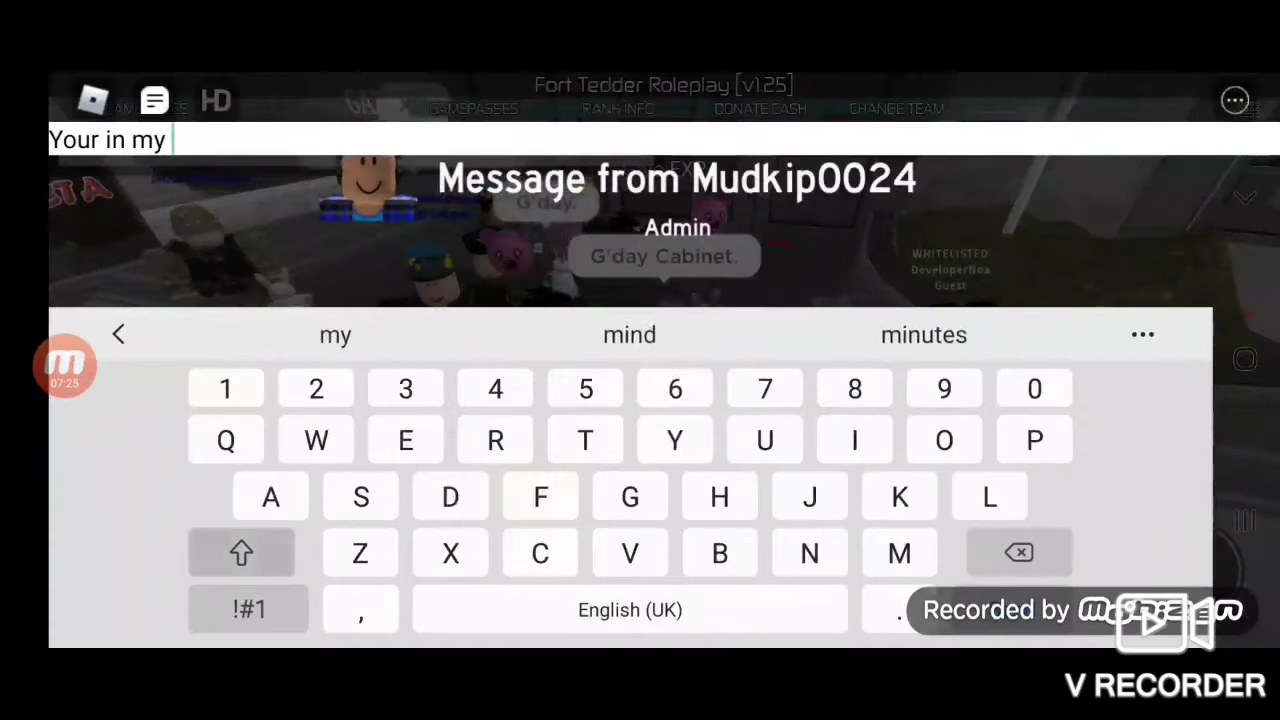 Fort Tedder Roleplay [v1.25]
HD
GAMEPASSES
RANK INFO
DONATE CASH
CHANGE TEAM
Your in my
Message from Mudkip0024
G'day.
Admin
G'day Cabinet.
WHITELISTED
DeveloperNoa
Guest
my mind minutes
07:25
1 2 3 4 5 6 7 8 9 0
Q W E R T Y U I O P
A S D F G H J K L
Z X C V B N M
!#1 , English (UK) .
Recorded by
V RECORDER